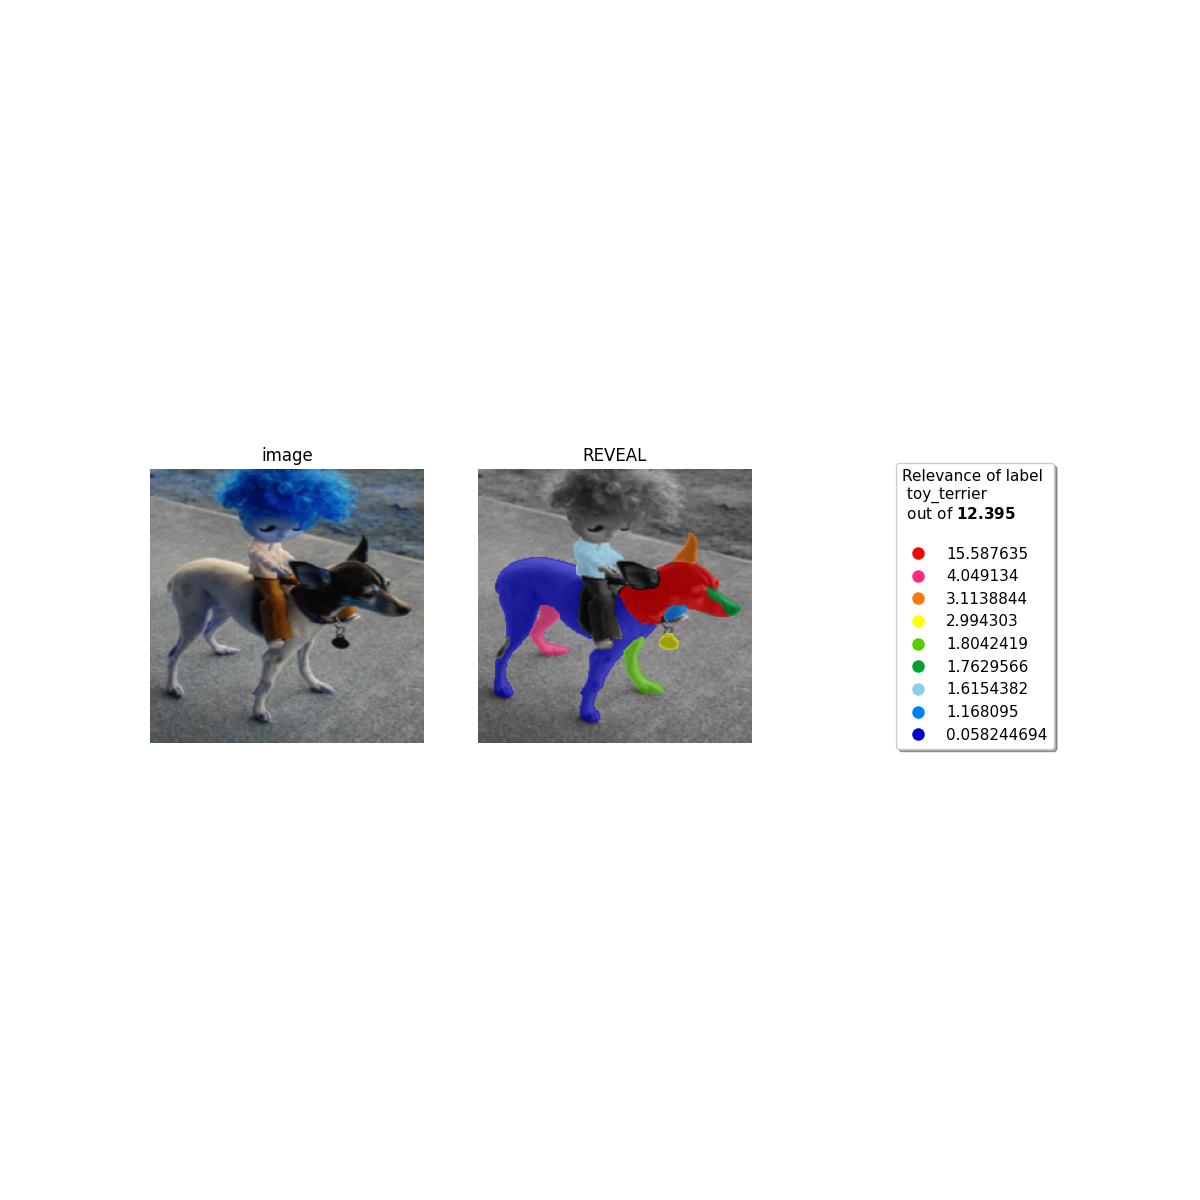 image
REVEAL
Relevance of label
toy_terrier
out of 12.395
15.587635
4.049134
3.1138844
2.994303
1.8042419
1.7629566
1.6154382
1.168095
0.058244694